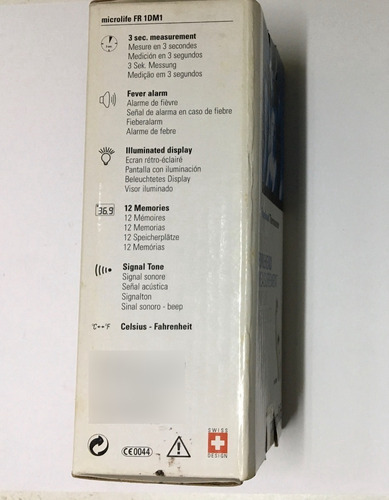 microlife FR 1DM1
3 sec. measurement
Mesure en 3 secondes
Medición en 3 segundos
3 Sek. Messung
Medição em 3 segundos
Fever alarm
Alarme de fièvre
Señal de alarma en caso de fiebre
Fieberalarm
Alarme de febre
Illuminated display
Ecran rétro-éclairé
Pantalla con iluminación
Beleuchtetes Display
Visor iluminado
36.9
12 Memories
12 Mémoires
12 Memorias
12 Speicherplätze
12 Memórias
Signal Tone
Signal sonore
Señal acústica
Signalton
Sinal sonoro - beep
°C↔°F Celsius - Fahrenheit
CE0044
SWISS
DESIGN